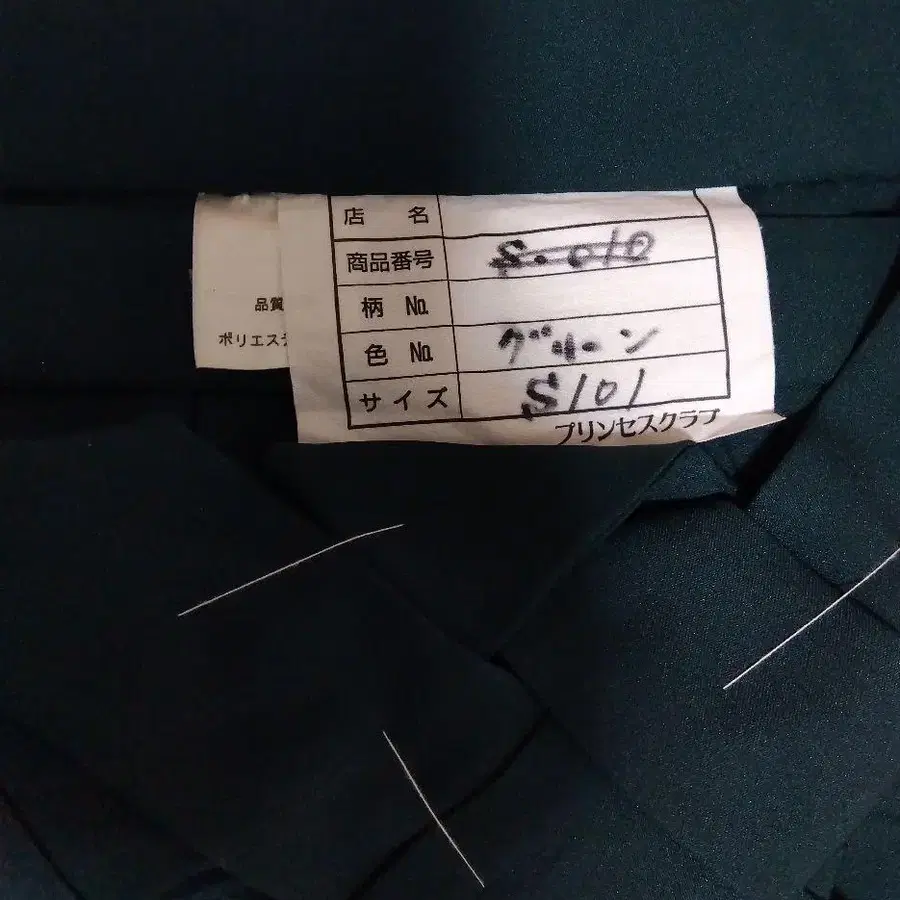 店 名
商品番号 S.010
柄 No.
色 No. グリーン
サイズ S101
プリンセスクラブ
品質
ポリエステ